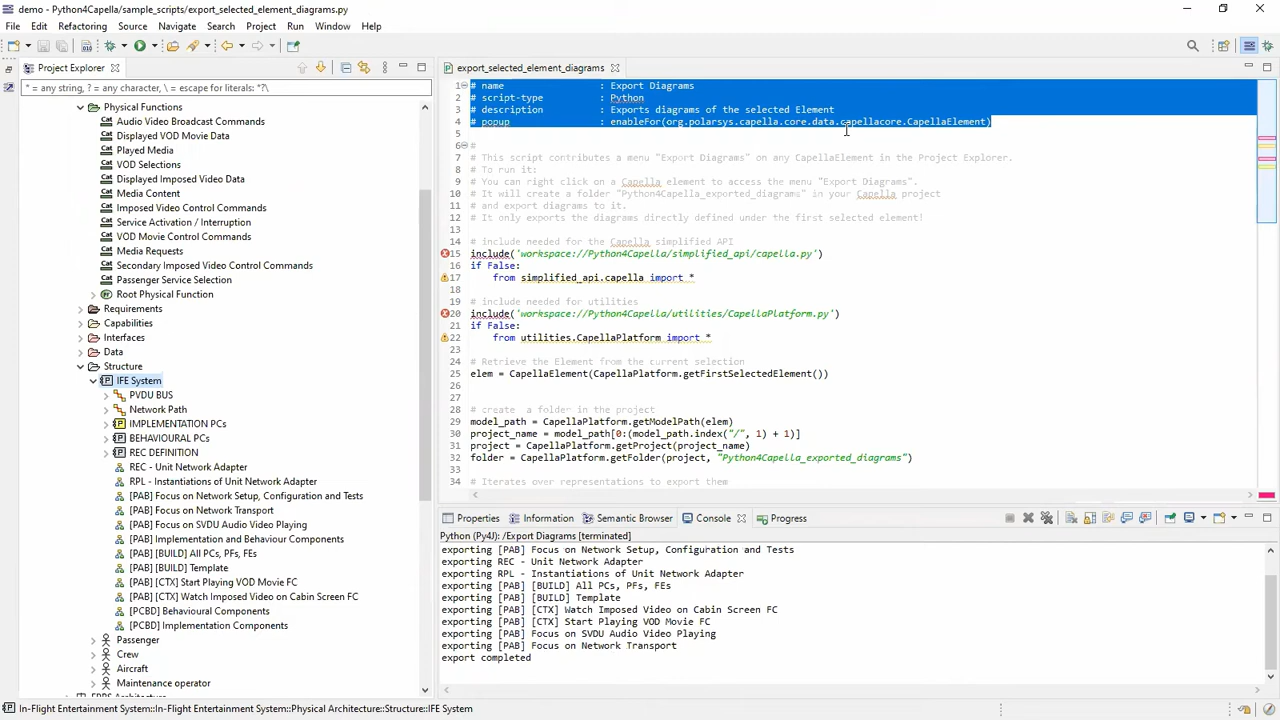 demo - Python4Capella/sample_scripts/export_selected_element_diagrams.py
File Edit Refactoring Source Navigate Search Project Run Window Help
Project Explorer
* = any string, ? = any character, \ = escape for literals: *?\
Physical Functions
Audio Video Broadcast Commands
Displayed VOD Movie Data
Played Media
VOD Selections
Displayed Imposed Video Data
Media Content
Imposed Video Control Commands
Service Activation / Interruption
VOD Movie Control Commands
Media Requests
Secondary Imposed Video Control Commands
Passenger Service Selection
Root Physical Function
Requirements
Capabilities
Interfaces
Data
Structure
IFE System
PVDU BUS
Network Path
IMPLEMENTATION PCs
BEHAVIOURAL PCs
REC DEFINITION
REC - Unit Network Adapter
RPL - Instantiations of Unit Network Adapter
[PAB] Focus on Network Setup, Configuration and Tests
[PAB] Focus on Network Transport
[PAB] Focus on SVDU Audio Video Playing
[PAB] Implementation and Behaviour Components
[PAB] [BUILD] All PCs, PFs, FEs
[PAB] [BUILD] Template
[PAB] [CTX] Start Playing VOD Movie FC
[PAB] [CTX] Watch Imposed Video on Cabin Screen FC
[PCBD] Behavioural Components
[PCBD] Implementation Components
Passenger
Crew
Aircraft
Maintenance operator
export_selected_element_diagrams
1 # name : Export Diagrams
2 # script-type : Python
3 # description : Exports diagrams of the selected Element
4 # popup : enableFor(org.polarsys.capella.core.data.capellacore.CapellaElement)
5
6 #
7 # This script contributes a menu "Export Diagrams" on any CapellaElement in the Project Explorer.
8 # To run it:
9 # You can right click on a Capella element to access the menu "Export Diagrams".
10 # It will create a folder "Python4Capella_exported_diagrams" in your Capella project
11 # and export diagrams to it.
12 # It only exports the diagrams directly defined under the first selected element!
13
14 # include needed for the Capella simplified API
15 include('workspace://Python4Capella/simplified_api/capella.py')
16 if False:
17 from simplified_api.capella import *
18
19 # include needed for utilities
20 include('workspace://Python4Capella/utilities/CapellaPlatform.py')
21 if False:
22 from utilities.CapellaPlatform import *
23
24 # Retrieve the Element from the current selection
25 elem = CapellaElement(CapellaPlatform.getFirstSelectedElement())
26
28 # create a folder in the project
29 model_path = CapellaPlatform.getModelPath(elem)
30 project_name = model_path[0:(model_path.index("/", 1) + 1)]
31 project = CapellaPlatform.getProject(project_name)
32 folder = CapellaPlatform.getFolder(project, "Python4Capella_exported_diagrams")
33
34 # Iterates over representations to export them
Properties Information Semantic Browser Console Progress
Python (Py4J): /Export Diagrams [terminated]
exporting [PAB] Focus on Network Setup, Configuration and Tests
exporting REC - Unit Network Adapter
exporting RPL - Instantiations of Unit Network Adapter
exporting [PAB] [BUILD] All PCs, PFs, FEs
exporting [PAB] [BUILD] Template
exporting [PAB] [CTX] Watch Imposed Video on Cabin Screen FC
exporting [PAB] [CTX] Start Playing VOD Movie FC
exporting [PAB] Focus on SVDU Audio Video Playing
exporting [PAB] Focus on Network Transport
export completed
In-Flight Entertainment System::In-Flight Entertainment System::Physical Architecture::Structure::IFE System